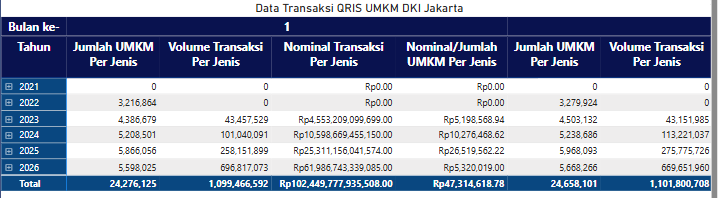 Data Transaksi QRIS UMKM DKI Jakarta
Bulan ke- 1
Tahun Jumlah UMKM Per Jenis Volume Transaksi Per Jenis Nominal Transaksi Per Jenis Nominal/Jumlah UMKM Per Jenis Jumlah UMKM Per Jenis Volume Transaksi Per Jenis
2021 0 0 Rp0.00 Rp0.00 0 0
2022 3,216,864 0 Rp0.00 Rp0.00 3,279,924 0
2023 4,386,679 43,457,529 Rp4,553,209,099,699.00 Rp5,198,568.94 4,503,132 43,151,985
2024 5,208,501 101,040,091 Rp10,598,669,455,150.00 Rp10,276,468.62 5,238,686 113,221,037
2025 5,866,056 258,151,899 Rp25,311,156,041,574.00 Rp26,519,562.22 5,968,093 275,775,726
2026 5,598,025 696,817,073 Rp61,986,743,339,085.00 Rp5,320,019.00 5,668,266 669,651,960
Total 24,276,125 1,099,466,592 Rp102,449,777,935,508.00 Rp47,314,618.78 24,658,101 1,101,800,708